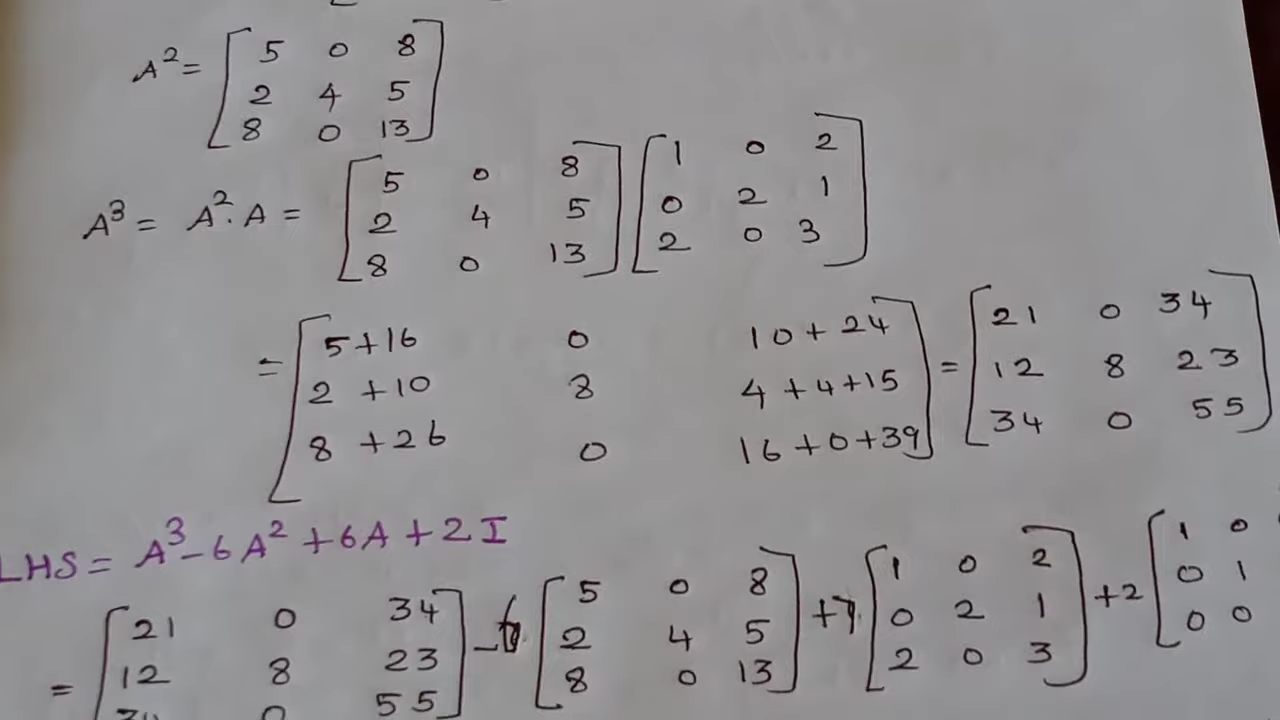 A² = [ 5 0 8
2 4 5
8 0 13 ]
A³ = A². A = [ 5 0 8 ] [ 1 0 2 ]
2 4 5 0 2 1
8 0 13 2 0 3
= [ 5+16 0 10+24 ] = [ 21 0 34 ]
2+10 8 4+4+15 12 8 23
8+26 0 16+0+39 34 0 55
LHS = A³-6A²+6A+2I
= [ 21 0 34 ] -6 [ 5 0 8 ] +7 [ 1 0 2 ] +2 [ 1 0
12 8 23 2 4 5 0 2 1 0 1
34 0 55 8 0 13 2 0 3 0 0